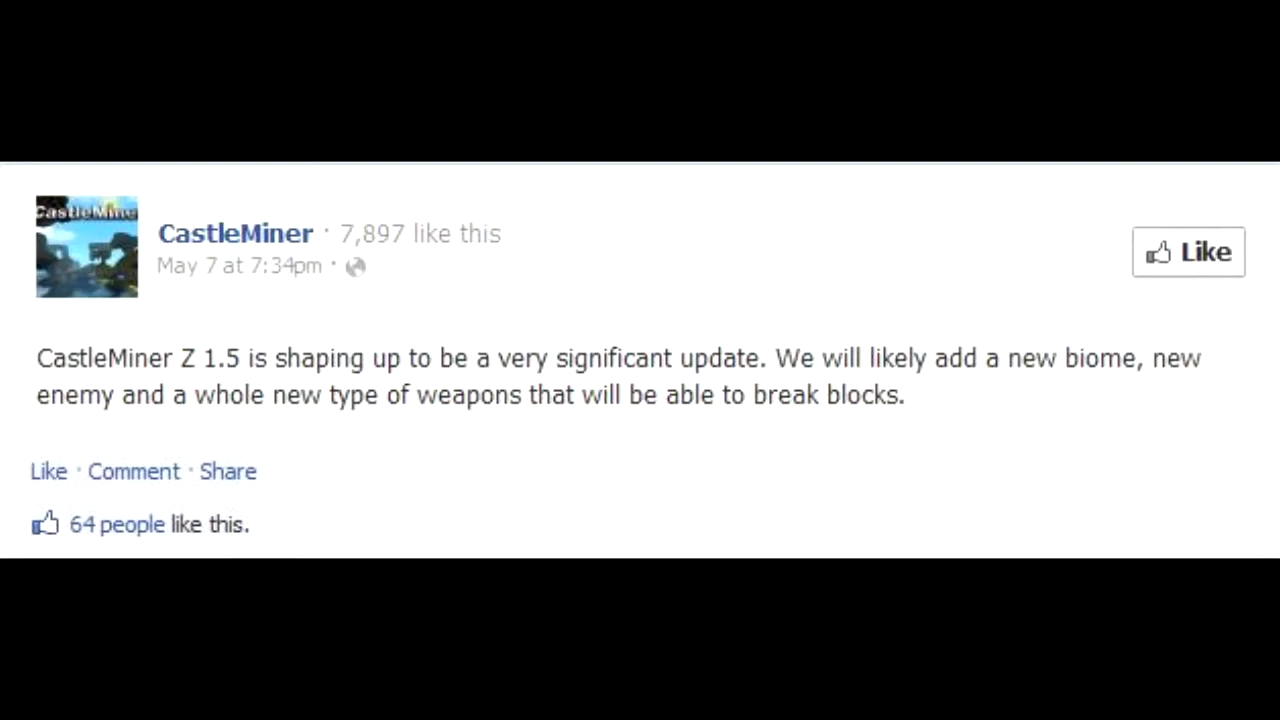 CastleMine
CastleMiner · 7,897 like this
May 7 at 7:34pm ·
Like
CastleMiner Z 1.5 is shaping up to be a very significant update. We will likely add a new biome, new
enemy and a whole new type of weapons that will be able to break blocks.
Like · Comment · Share
64 people like this.